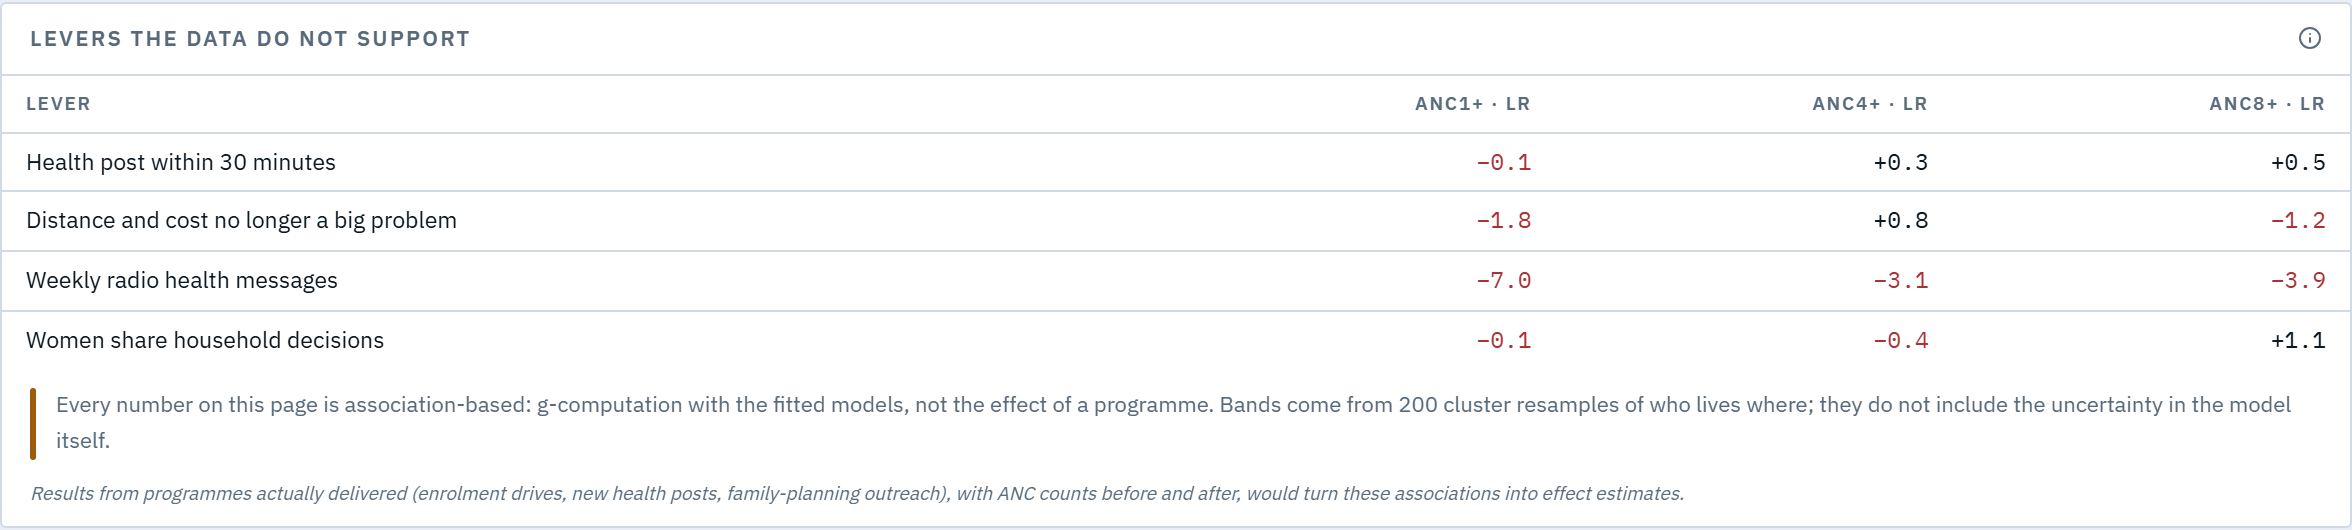 LEVERS THE DATA DO NOT SUPPORT
LEVER ANC1+ · LR ANC4+ · LR ANC8+ · LR
Health post within 30 minutes −0.1 +0.3 +0.5
Distance and cost no longer a big problem −1.8 +0.8 −1.2
Weekly radio health messages −7.0 −3.1 −3.9
Women share household decisions −0.1 −0.4 +1.1
Every number on this page is association-based: g-computation with the fitted models, not the effect of a programme. Bands come from 200 cluster resamples of who lives where; they do not include the uncertainty in the model
itself.
Results from programmes actually delivered (enrolment drives, new health posts, family-planning outreach), with ANC counts before and after, would turn these associations into effect estimates.